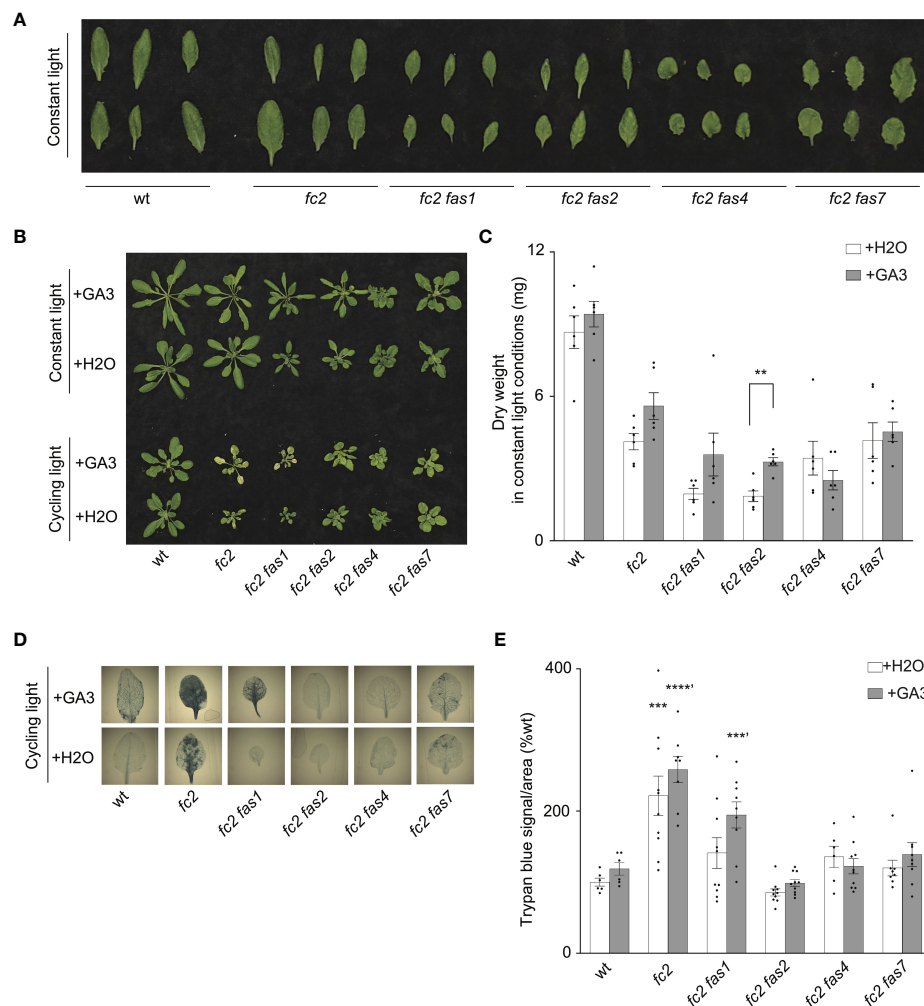 A
Constant light
wt
fc2
fc2 fas1
fc2 fas2
fc2 fas4
fc2 fas7
B
Constant light
+GA3
+H2O
Cycling light
+GA3
+H2O
wt
fc2
fc2 fas1
fc2 fas2
fc2 fas4
fc2 fas7
C
+H2O
+GA3
Dry weight
in constant light conditions (mg)
12
6
0
**
wt
fc2
fc2 fas1
fc2 fas2
fc2 fas4
fc2 fas7
D
Cycling light
+GA3
+H2O
wt
fc2
fc2 fas1
fc2 fas2
fc2 fas4
fc2 fas7
E
+H2O
+GA3
Trypan blue signal/area (%wt)
400
200
0
***
****'
***'
wt
fc2
fc2 fas1
fc2 fas2
fc2 fas4
fc2 fas7